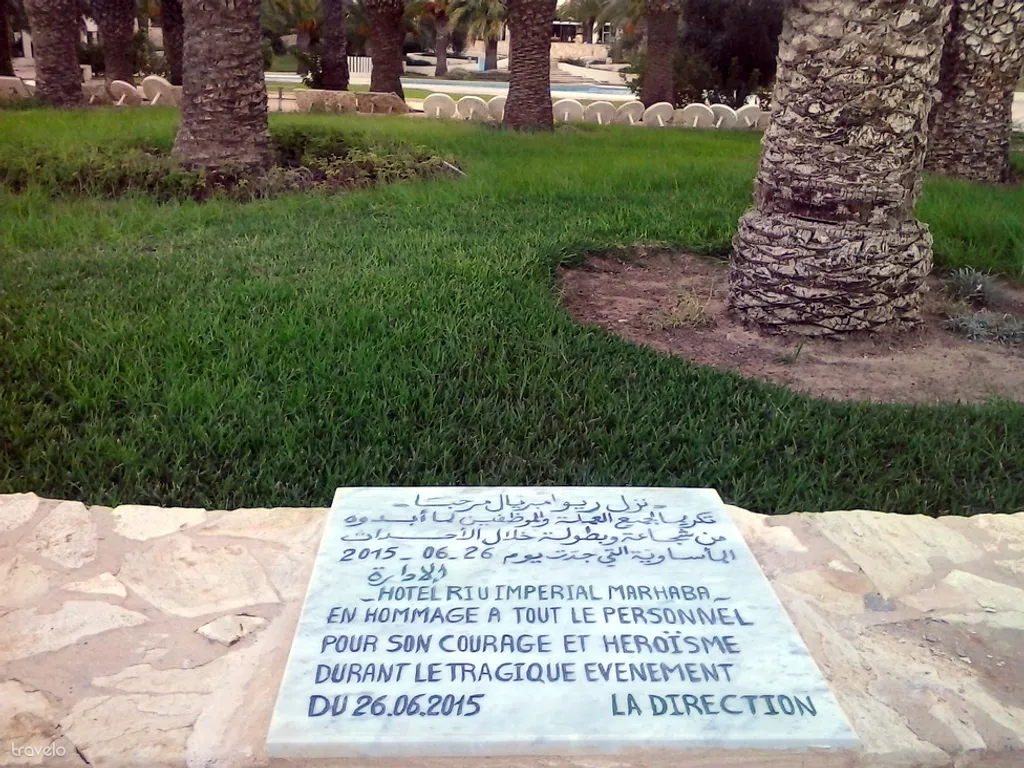 - نزل ريو امبريال مرحبا -
تكريما لجميع العملة والموظفين لما أبدوه
من شجاعة وبطولة خلال الأحداث
المأساوية التي جدت يوم 26 - 06 - 2015
الإدارة
- HOTEL RIU IMPERIAL MARHABA -
EN HOMMAGE A TOUT LE PERSONNEL
POUR SON COURAGE ET HEROÏSME
DURANT LE TRAGIQUE EVENEMENT
DU 26.06.2015 LA DIRECTION
travelo